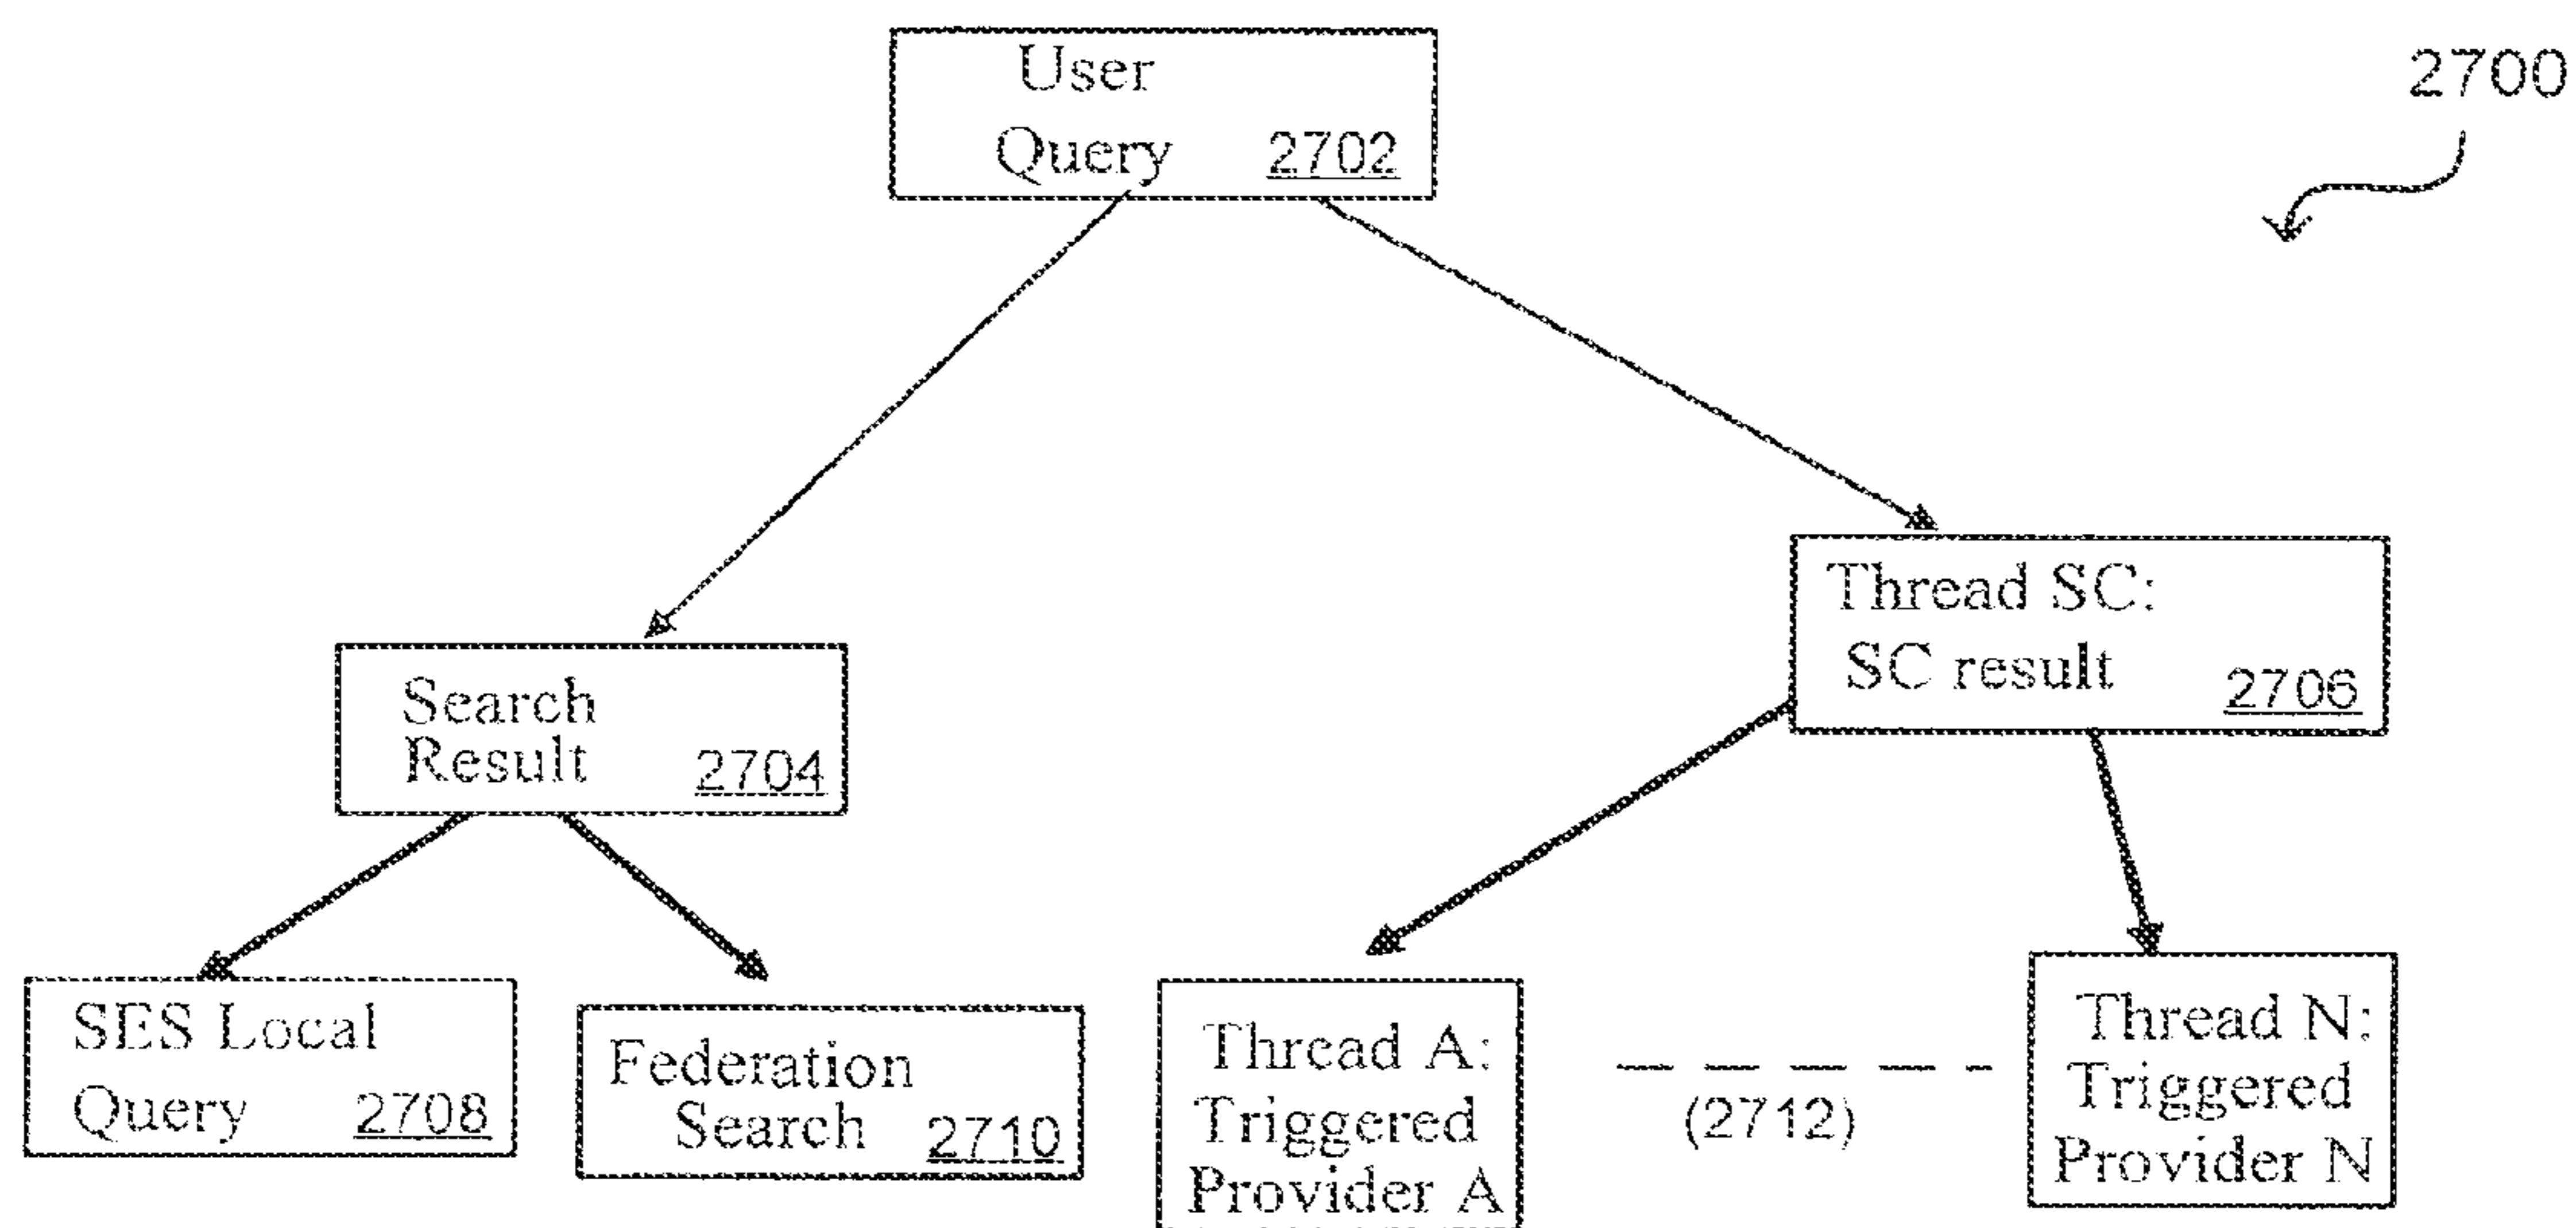 2700
User
Query 2702
Thread SC:
SC result 2706
Search
Result 2704
SES Local
Query 2708
Federation
Search 2710
Thread A:
Triggered
Provider A
(2712)
Thread N:
Triggered
Provider N